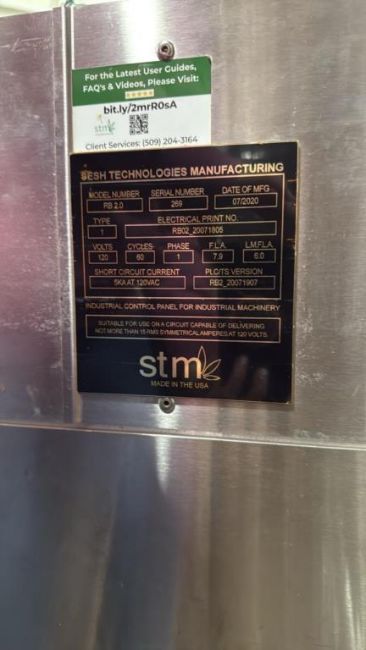 For the Latest User Guides,
FAQ's & Videos, Please Visit:
bit.ly/2mrR0sA
stm
Client Services: (509) 204-3164
SESH TECHNOLOGIES MANUFACTURING
MODEL NUMBER SERIAL NUMBER DATE OF MFG
RB 2.0 269 07/2020
TYPE ELECTRICAL PRINT NO.
1 RB02_20071805
VOLTS CYCLES PHASE F.L.A. L.M.F.L.A.
120 60 1 7.9 6.0
SHORT CIRCUIT CURRENT PLC/TS VERSION
5KA AT 120VAC RB2_20071907
INDUSTRIAL CONTROL PANEL FOR INDUSTRIAL MACHINERY
SUITABLE FOR USE ON A CIRCUIT CAPABLE OF DELIVERING
NOT MORE THAN 15 RMS SYMMETRICAL AMPERES AT 120 VOLTS.
stm
MADE IN THE USA